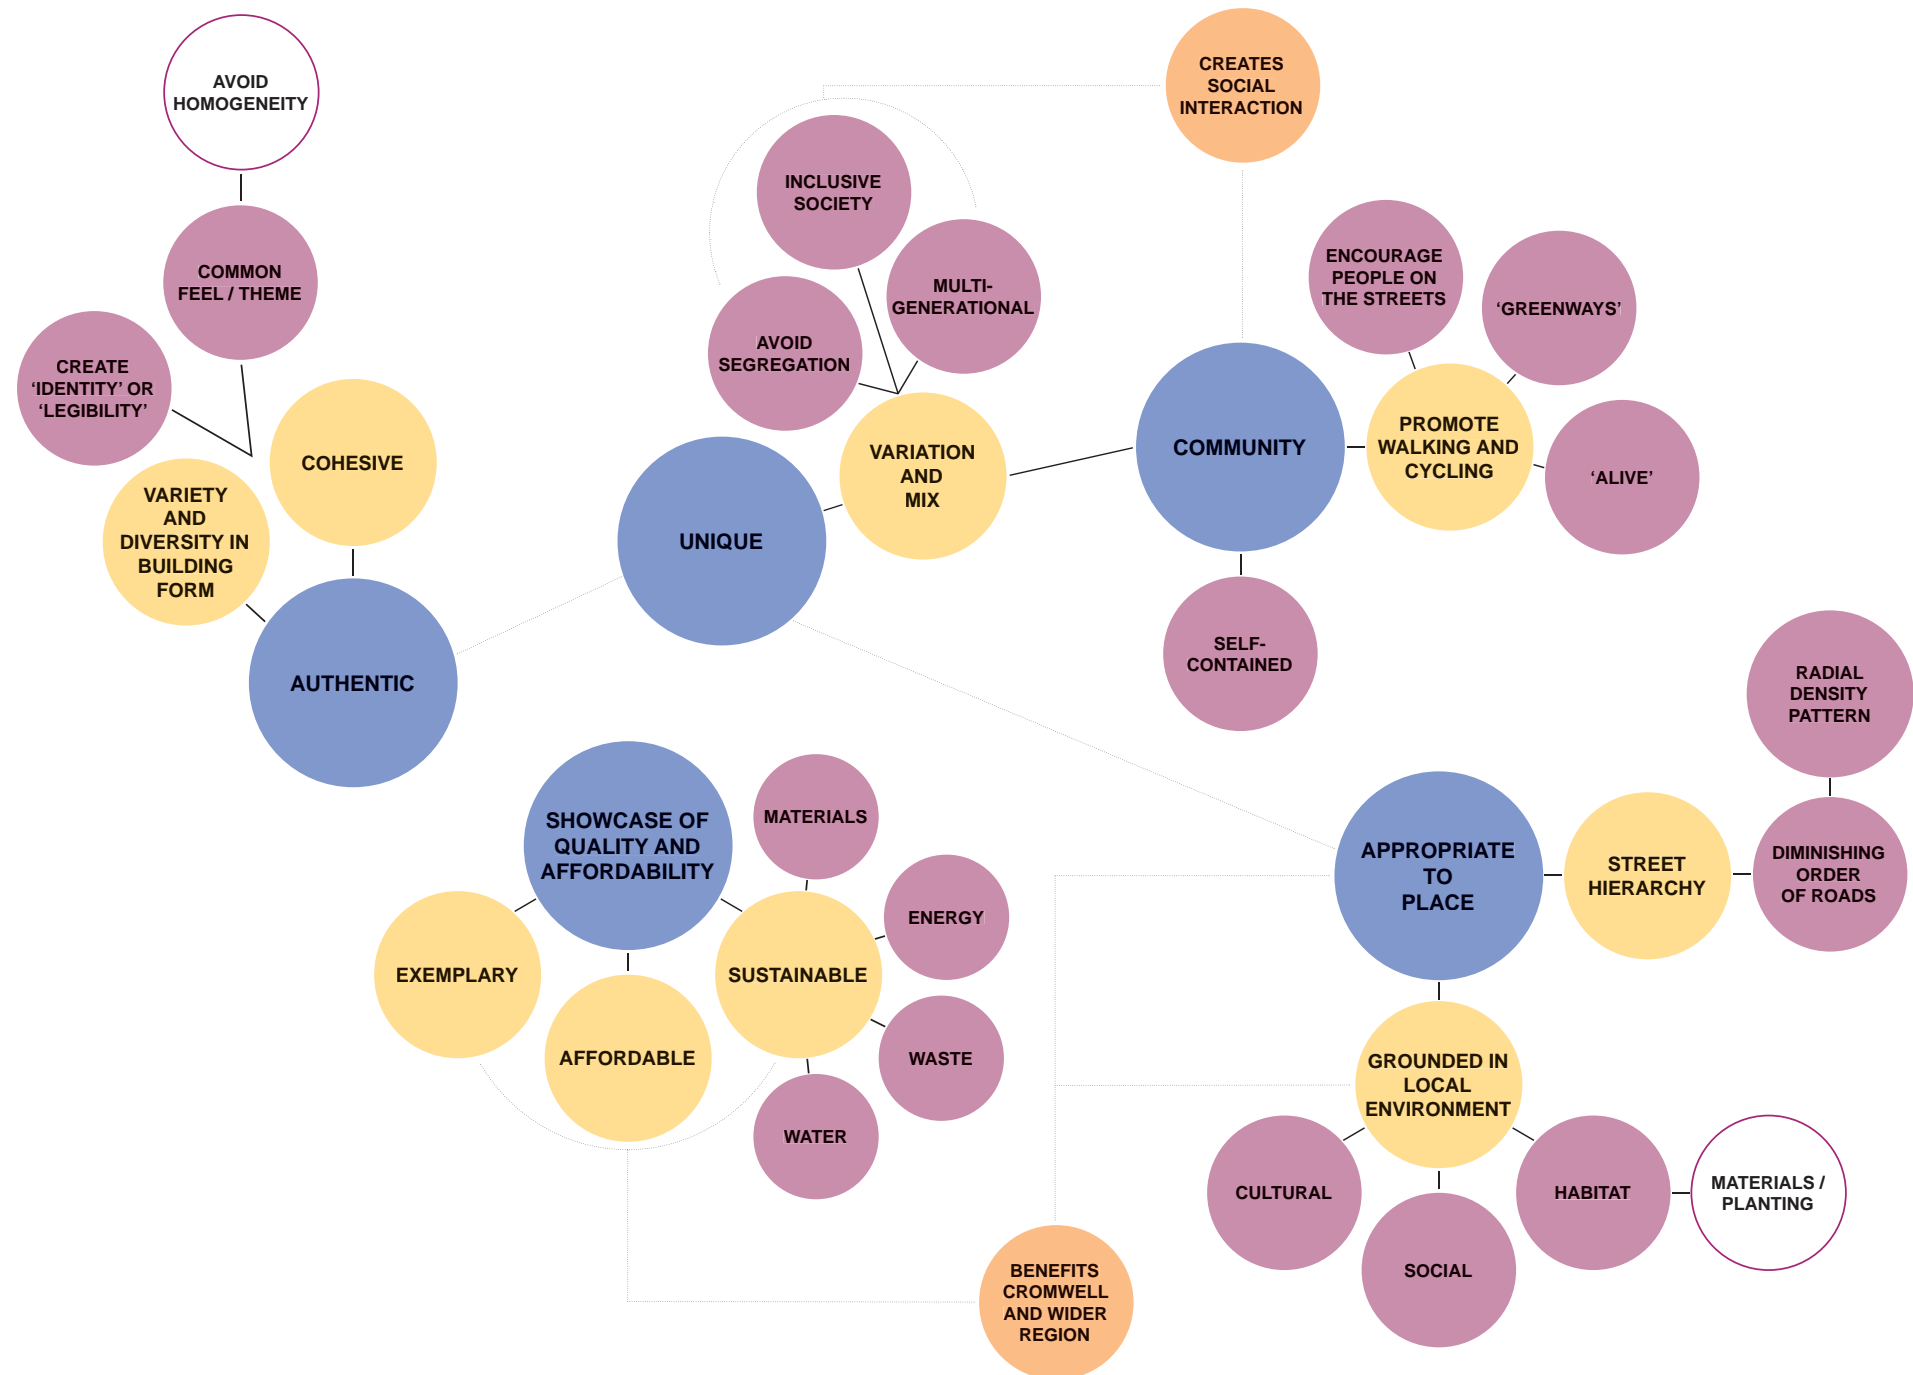 AVOID
HOMOGENEITY
COMMON
FEEL / THEME
CREATE
‘IDENTITY’ OR
‘LEGIBILITY’
COHESIVE
VARIETY
AND
DIVERSITY IN
BUILDING
FORM
AUTHENTIC
CREATES
SOCIAL
INTERACTION
INCLUSIVE
SOCIETY
MULTI-
GENERATIONAL
AVOID
SEGREGATION
VARIATION
AND
MIX
UNIQUE
COMMUNITY
ENCOURAGE
PEOPLE ON
THE STREETS
‘GREENWAYS’
PROMOTE
WALKING AND
CYCLING
‘ALIVE’
SELF-
CONTAINED
SHOWCASE OF
QUALITY AND
AFFORDABILITY
MATERIALS
ENERGY
EXEMPLARY
SUSTAINABLE
AFFORDABLE
WASTE
WATER
RADIAL
DENSITY
PATTERN
APPROPRIATE
TO
PLACE
STREET
HIERARCHY
DIMINISHING
ORDER
OF ROADS
GROUNDED IN
LOCAL
ENVIRONMENT
CULTURAL
SOCIAL
HABITAT
MATERIALS /
PLANTING
BENEFITS
CROMWELL
AND WIDER
REGION